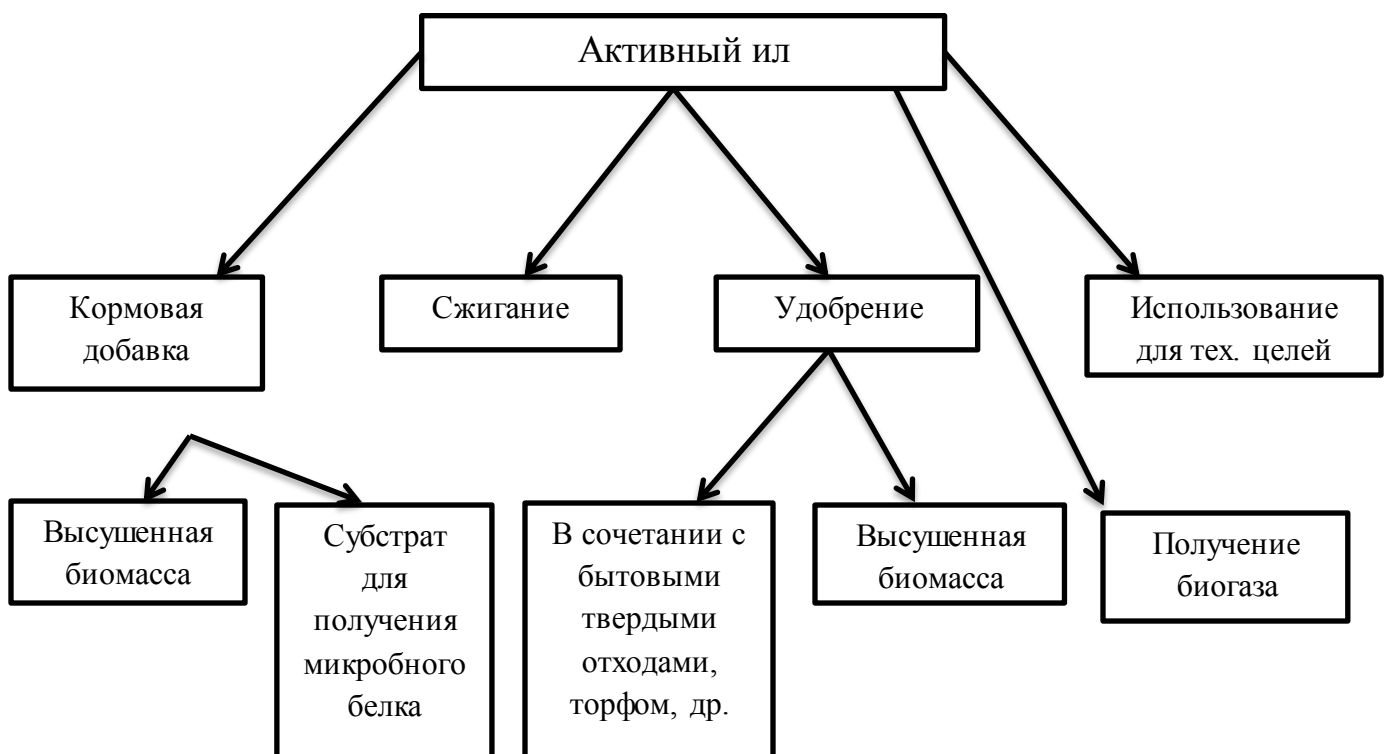 Активный ил
Кормовая
добавка
Сжигание
Удобрение
Использование
для тех. целей
Высушенная
биомасса
Субстрат
для
получения
микробного
белка
В сочетании с
бытовыми
твердыми
отходами,
торфом, др.
Высушенная
биомасса
Получение
биогаза